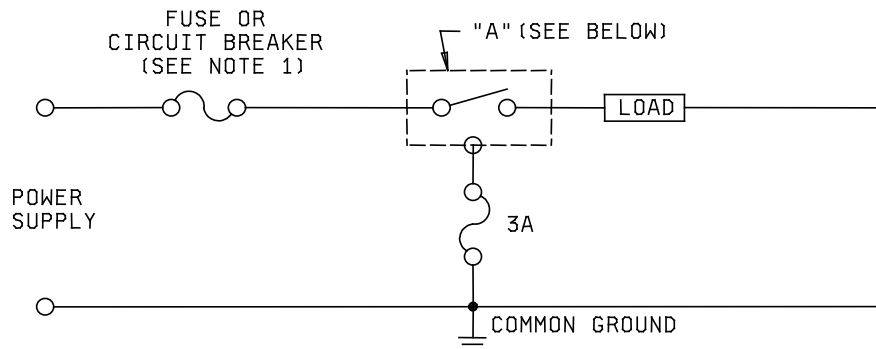 FUSE OR
CIRCUIT BREAKER
(SEE NOTE 1)
"A" (SEE BELOW)
LOAD
POWER
SUPPLY
3A
COMMON GROUND